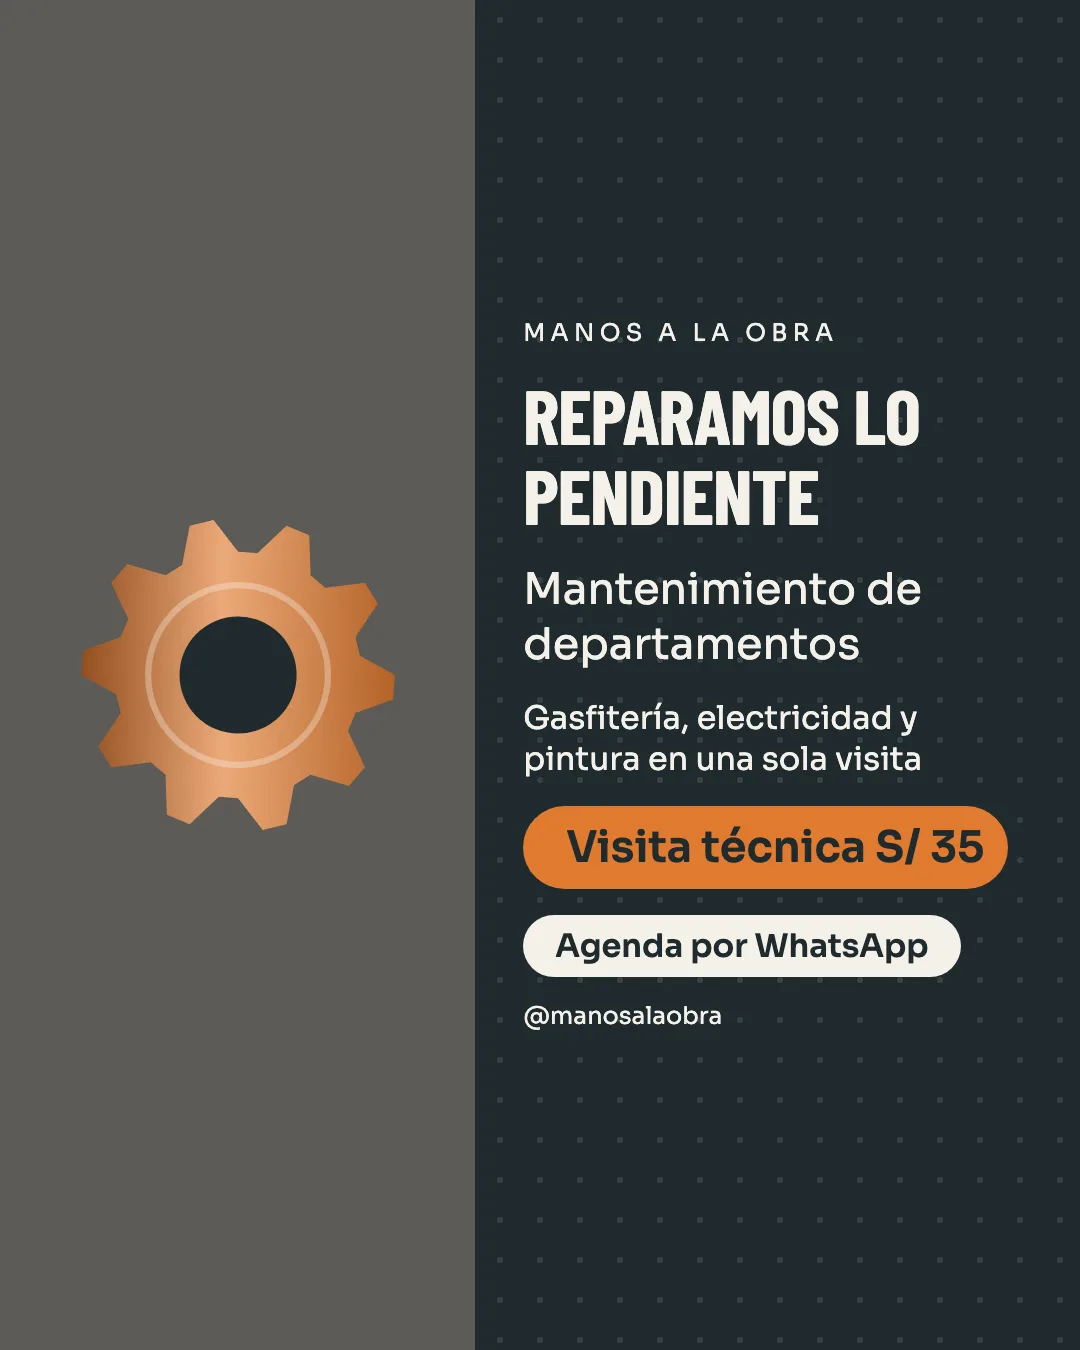 MANOS A LA OBRA
REPARAMOS LO
PENDIENTE
Mantenimiento de
departamentos
Gasfitería, electricidad y
pintura en una sola visita
Visita técnica S/ 35
Agenda por WhatsApp
@manosalaobra